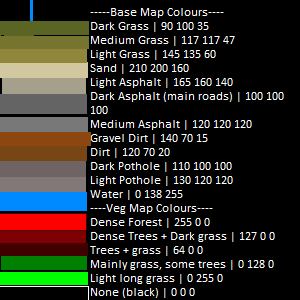 -----Base Map Colours----
Dark Grass | 90 100 35
Medium Grass | 117 117 47
Light Grass | 145 135 60
Sand | 210 200 160
Light Asphalt | 165 160 140
Dark Asphalt (main roads) | 100 100
100
Medium Asphalt | 120 120 120
Gravel Dirt | 140 70 15
Dirt | 120 70 20
Dark Pothole | 110 100 100
Light Pothole | 130 120 120
Water | 0 138 255
----Veg Map Colours----
Dense Forest | 255 0 0
Dense Trees + Dark grass | 127 0 0
Trees + grass | 64 0 0
Mainly grass, some trees | 0 128 0
Light long grass | 0 255 0
None (black) | 0 0 0